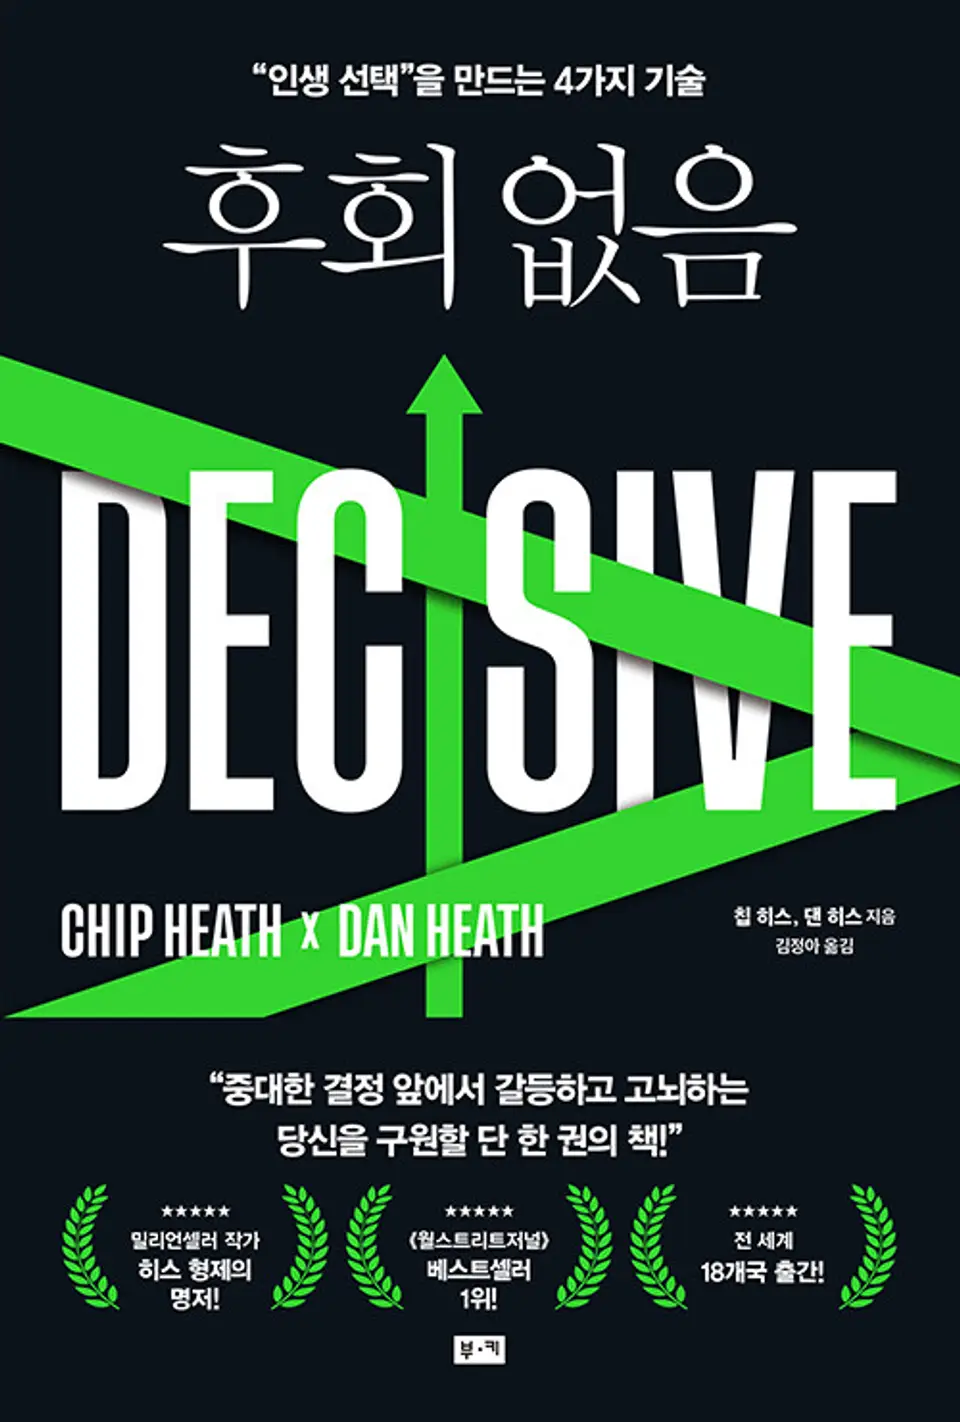 “인생 선택”을 만드는 4가지 기술
후회 없음
DECISIVE
CHIP HEATH x DAN HEATH
칩 히스, 댄 히스 지음
김정아 옮김
“중대한 결정 앞에서 갈등하고 고뇌하는
당신을 구원할 단 한 권의 책!”
★★★★★
밀리언셀러 작가
히스 형제의
명저!
★★★★★
《월스트리트저널》
베스트셀러
1위!
★★★★★
전 세계
18개국 출간!
부·키